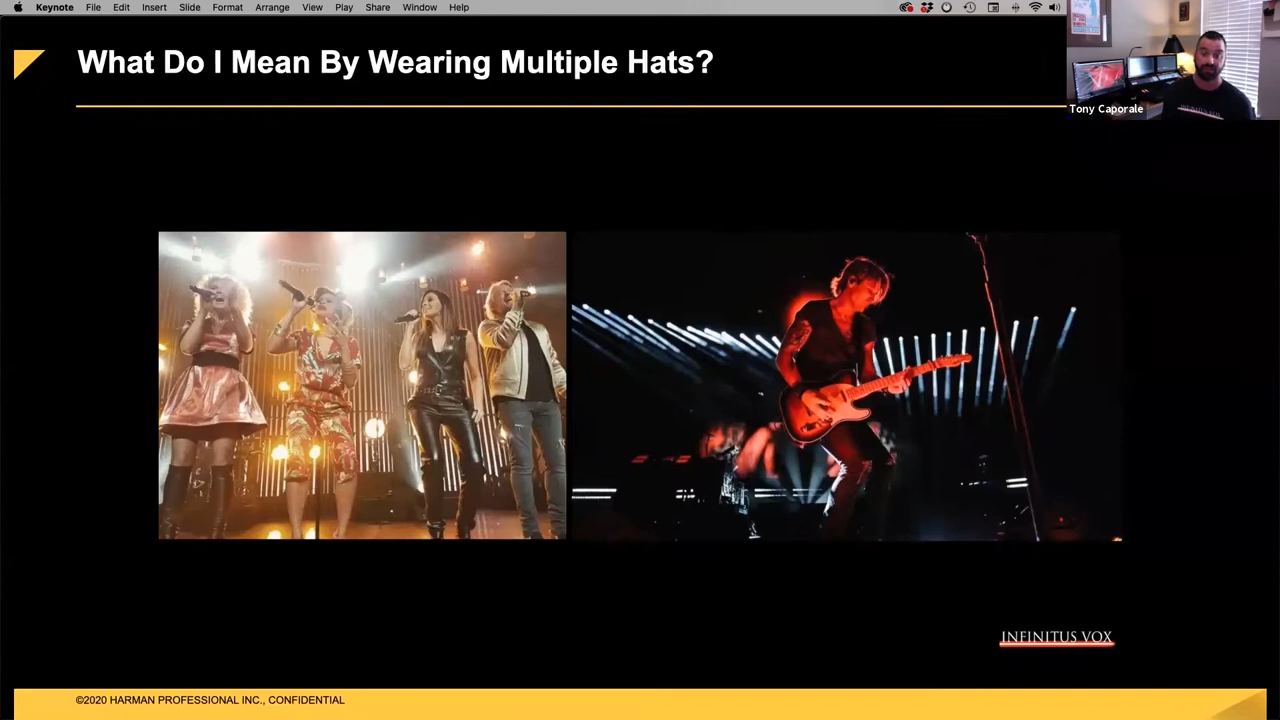 Keynote File Edit Insert Slide Format Arrange View Play Share Window Help
What Do I Mean By Wearing Multiple Hats?
Tony Caporale
INFINITUS VOX
©2020 HARMAN PROFESSIONAL INC., CONFIDENTIAL